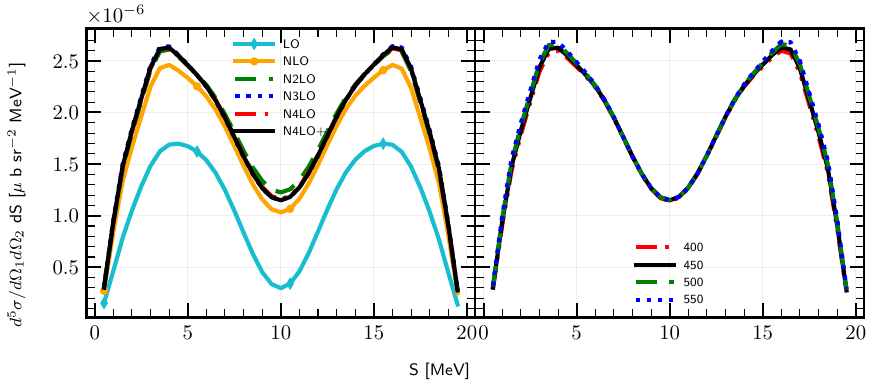 ×10⁻⁶
d⁵σ/dΩ₁dΩ₂ dS [μ b sr⁻² MeV⁻¹]
2.5
2.0
1.5
1.0
0.5
LO
NLO
N2LO
N3LO
N4LO
N4LO+
400
450
500
550
0 5 10 15 20 0 5 10 15 20
S [MeV]